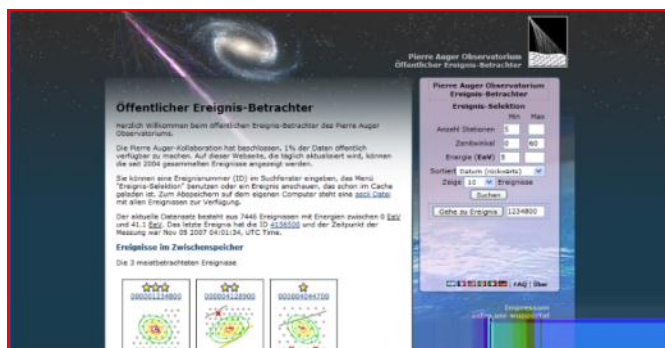 Pierre Auger Observatorium
Öffentlicher Ereignis-Betrachter
Öffentlicher Ereignis-Betrachter
Herzlich Willkommen beim öffentlichen Ereignis-Betrachter des Pierre Auger
Observatoriums.
Die Pierre Auger-Kollaboration hat beschlossen, 1% der Daten öffentlich
verfügbar zu machen. Auf dieser Webseite, die täglich aktualisiert wird, können
die seit 2004 gesammelten Ereignisse angezeigt werden.
Sie können eine Ereignisnummer (ID) im Suchfenster eingeben, das Menü
"Ereignis-Selektion" benutzen oder ein Ereignis anschauen, das schon im Cache
geladen ist. Zum Abspeichern auf dem eigenen Computer steht eine ascii Datei
mit allen Ereignissen zur Verfügung.
Der aktuelle Datensatz besteht aus 7446 Ereignissen mit Energien zwischen 0 EeV
und 41.1 EeV. Das letzte Ereignis hat die ID 4156500 und der Zeitpunkt der
Messung war Nov 05 2007 04:01:34, UTC Time.
Ereignisse im Zwischenspeicher
Die 3 meistbetrachteten Ereignisse
000001234800 000004128900 000004044700
Pierre Auger Observatorium
Ereignis-Betrachter
Ereignis-Selektion
Min Max
Anzahl Stationen 5
Zenitwinkel 0 60
Energie (EeV) 3
Sortiert Datum (rückwärts)
Zeige 10 Ereignisse
Suchen
Gehe zu Ereignis 1234800
| FAQ | Über
Impressum